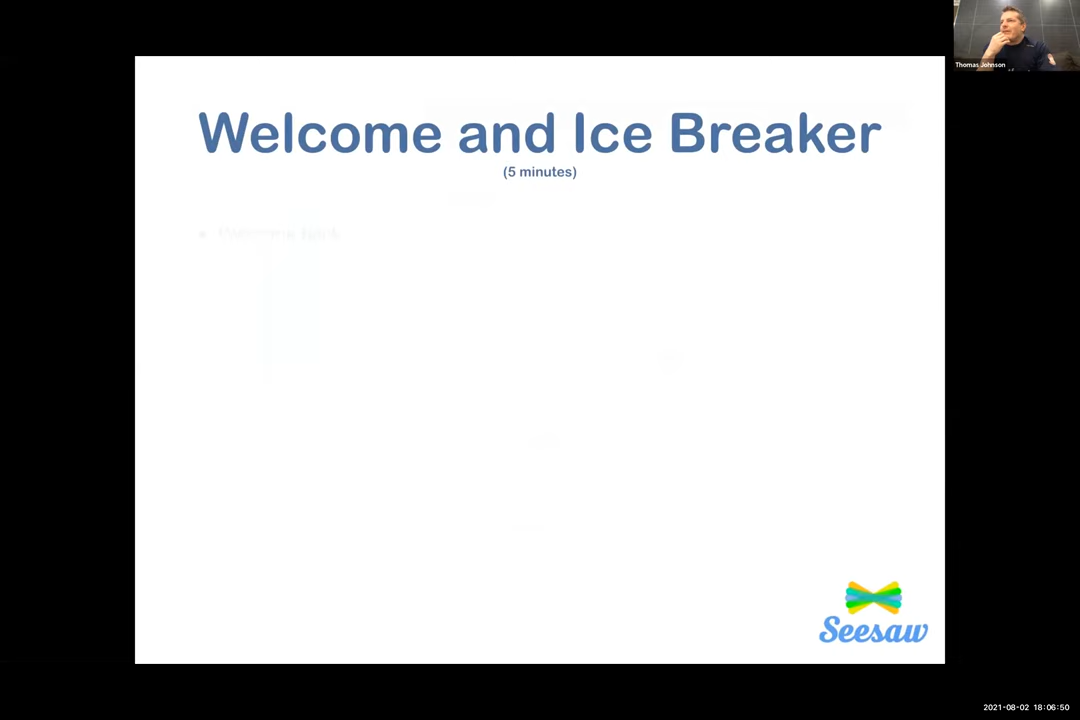 Thomas Johnson
Welcome and Ice Breaker
(5 minutes)
Seesaw
2021-08-02 18:06:50